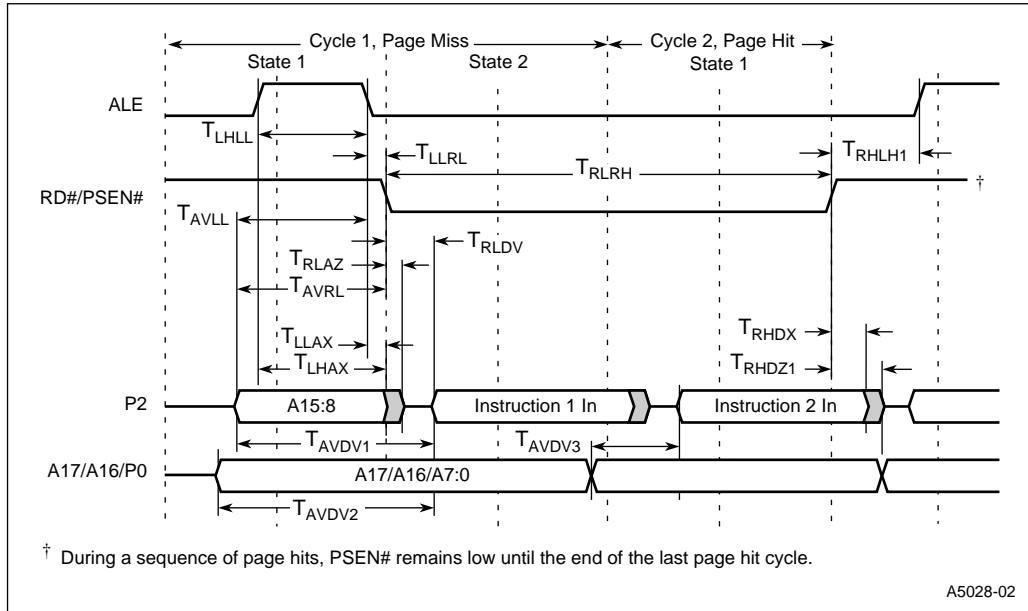 Cycle 1, Page Miss
Cycle 2, Page Hit
State 1
State 2
State 1
ALE
TLHLL
TLLRL
TRHLH1
TRLRH
RD#/PSEN#
†
TAVLL
TRLDV
TRLAZ
TAVRL
TLLAX
TRHDX
TLHAX
TRHDZ1
P2
A15:8
Instruction 1 In
Instruction 2 In
TAVDV1
TAVDV3
A17/A16/P0
A17/A16/A7:0
TAVDV2
† During a sequence of page hits, PSEN# remains low until the end of the last page hit cycle.
A5028-02